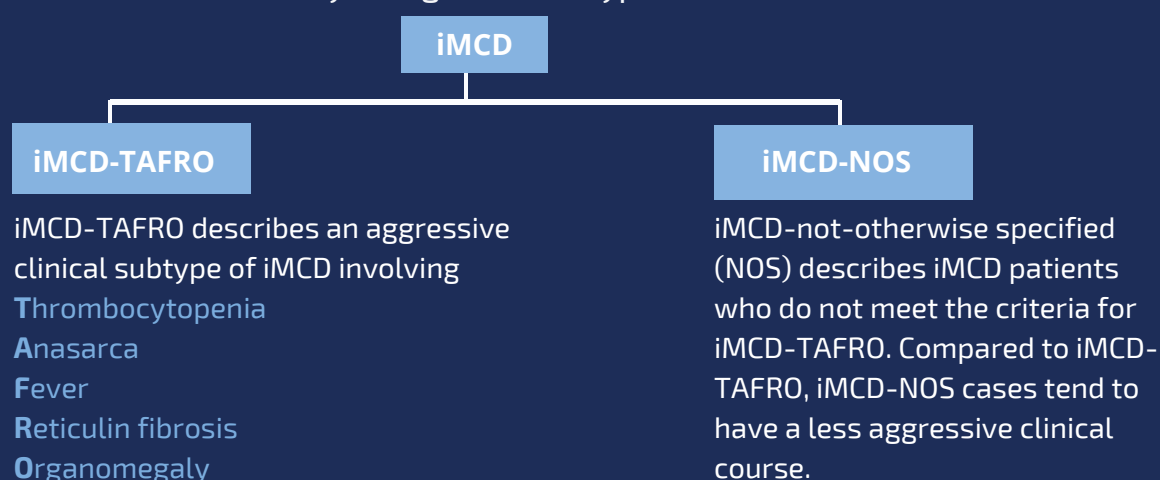 iMCD
iMCD-TAFRO
iMCD-TAFRO describes an aggressive
clinical subtype of iMCD involving
Thrombocytopenia
Anasarca
Fever
Reticulin fibrosis
Organomegaly
iMCD-NOS
iMCD-not-otherwise specified
(NOS) describes iMCD patients
who do not meet the criteria for
iMCD-TAFRO. Compared to iMCD-
TAFRO, iMCD-NOS cases tend to
have a less aggressive clinical
course.